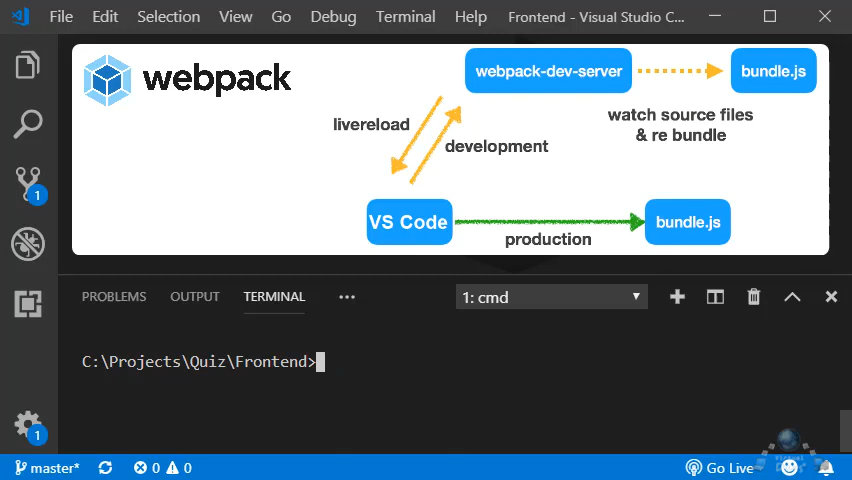 File Edit Selection View Go Debug Terminal Help Frontend - Visual Studio C...
webpack
webpack-dev-server
bundle.js
livereload
development
watch source files
& re bundle
VS Code
bundle.js
production
1
PROBLEMS OUTPUT TERMINAL ... 1: cmd
C:\Projects\Quiz\Frontend>
1
master* 0 0 Go Live